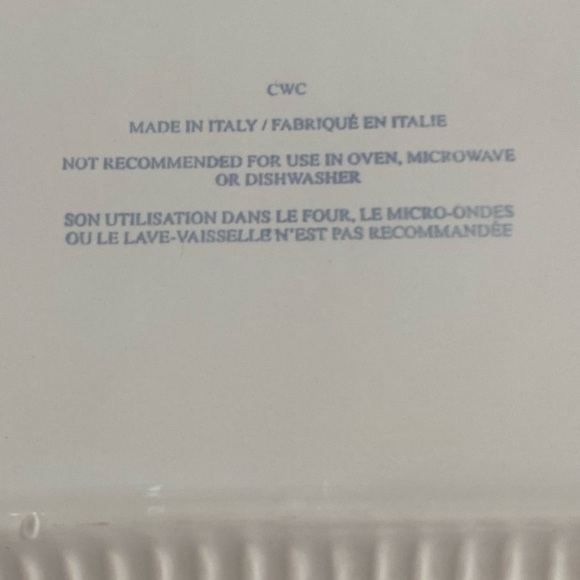 CWC
MADE IN ITALY / FABRIQUÉ EN ITALIE
NOT RECOMMENDED FOR USE IN OVEN, MICROWAVE
OR DISHWASHER
SON UTILISATION DANS LE FOUR, LE MICRO-ONDES
OU LE LAVE-VAISSELLE N'EST PAS RECOMMANDÉE